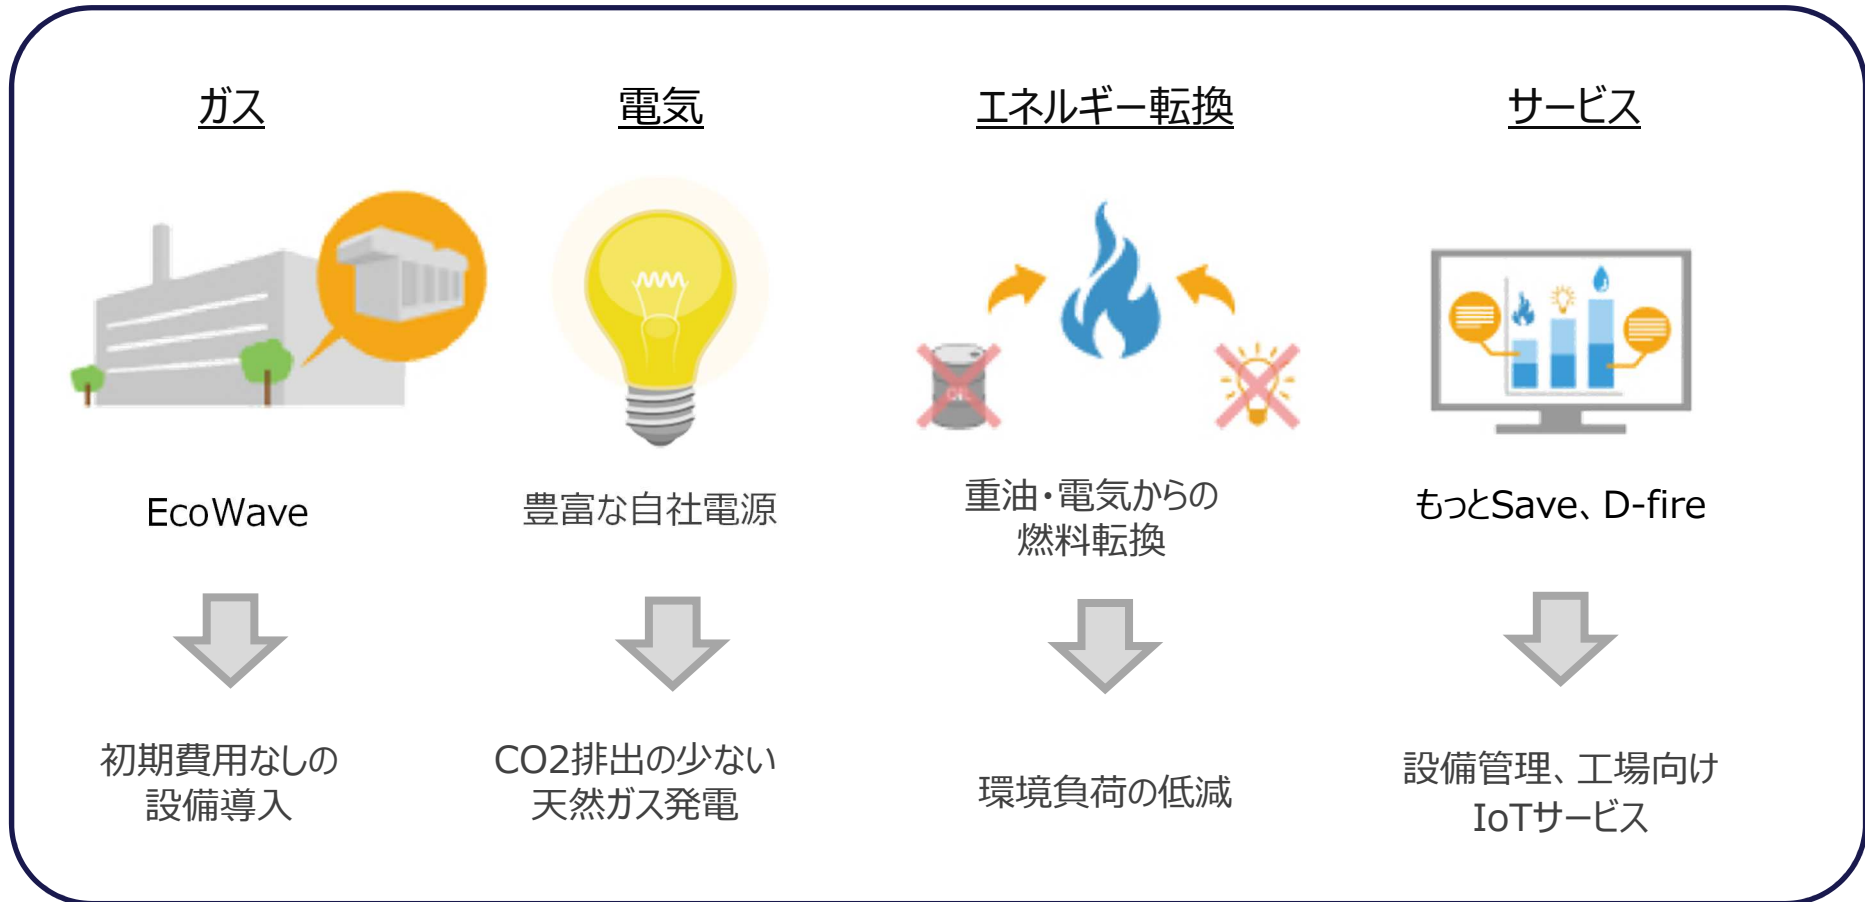 ガス
電気
エネルギー転換
サービス
EcoWave
豊富な自社電源
重油・電気からの
燃料転換
もっとSave、D-fire
初期費用なしの
設備導入
CO2排出の少ない
天然ガス発電
環境負荷の低減
設備管理、工場向け
IoTサービス